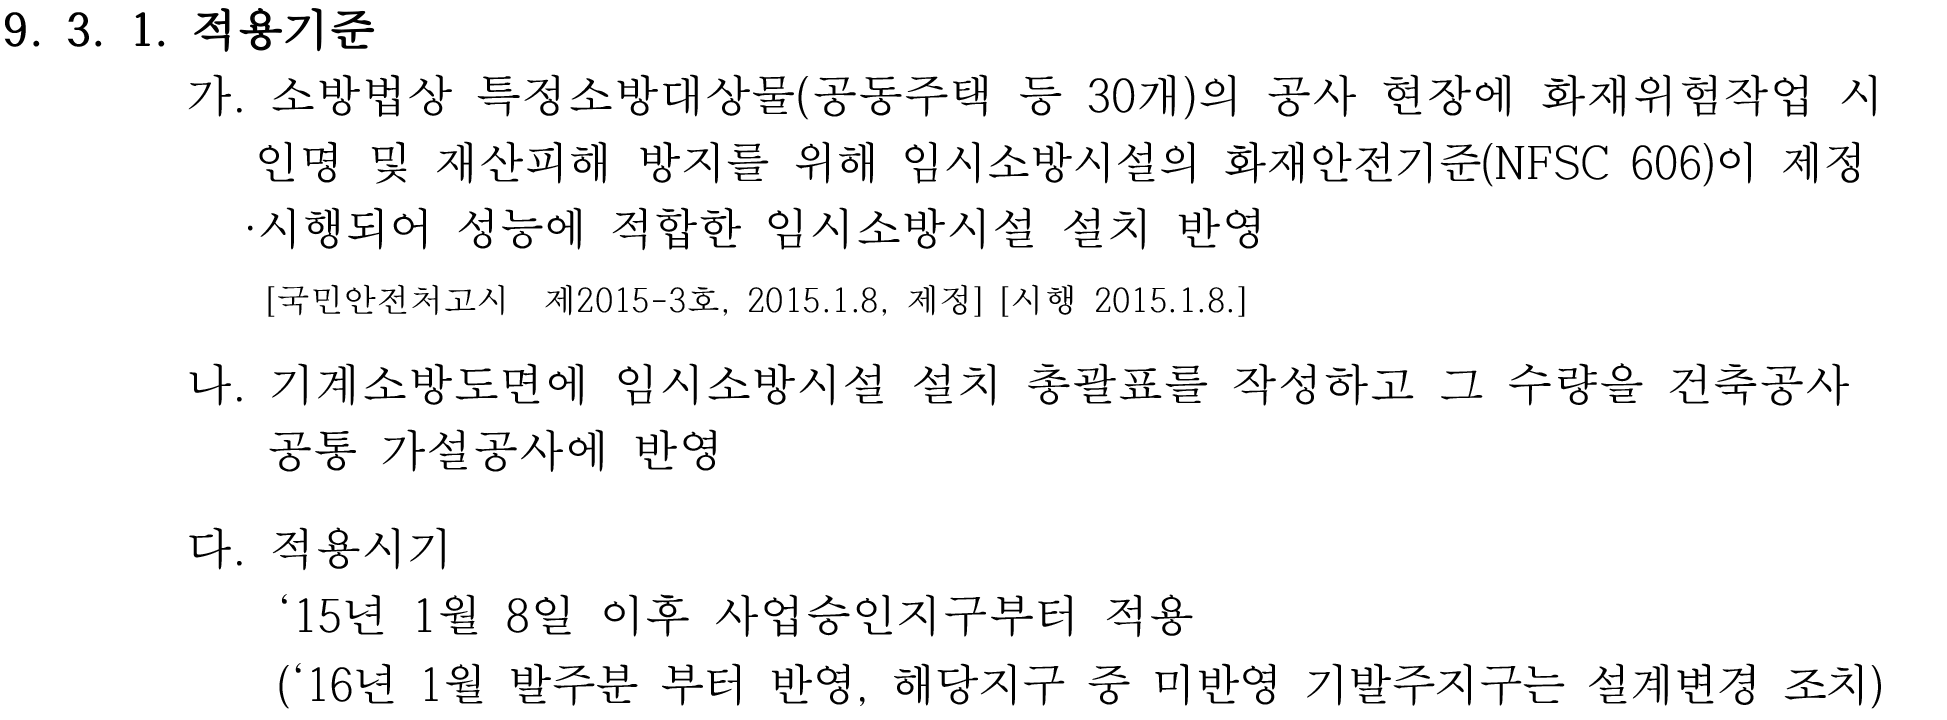 9. 3. 1. 적용기준
가. 소방법상 특정소방대상물(공동주택 등 30개)의 공사 현장에 화재위험작업 시
인명 및 재산피해 방지를 위해 임시소방시설의 화재안전기준(NFSC 606)이 제정
·시행되어 성능에 적합한 임시소방시설 설치 반영
[국민안전처고시 제2015-3호, 2015.1.8, 제정] [시행 2015.1.8.]
나. 기계소방도면에 임시소방시설 설치 총괄표를 작성하고 그 수량을 건축공사
공통 가설공사에 반영
다. 적용시기
‘15년 1월 8일 이후 사업승인지구부터 적용
(‘16년 1월 발주분 부터 반영, 해당지구 중 미반영 기발주지구는 설계변경 조치)